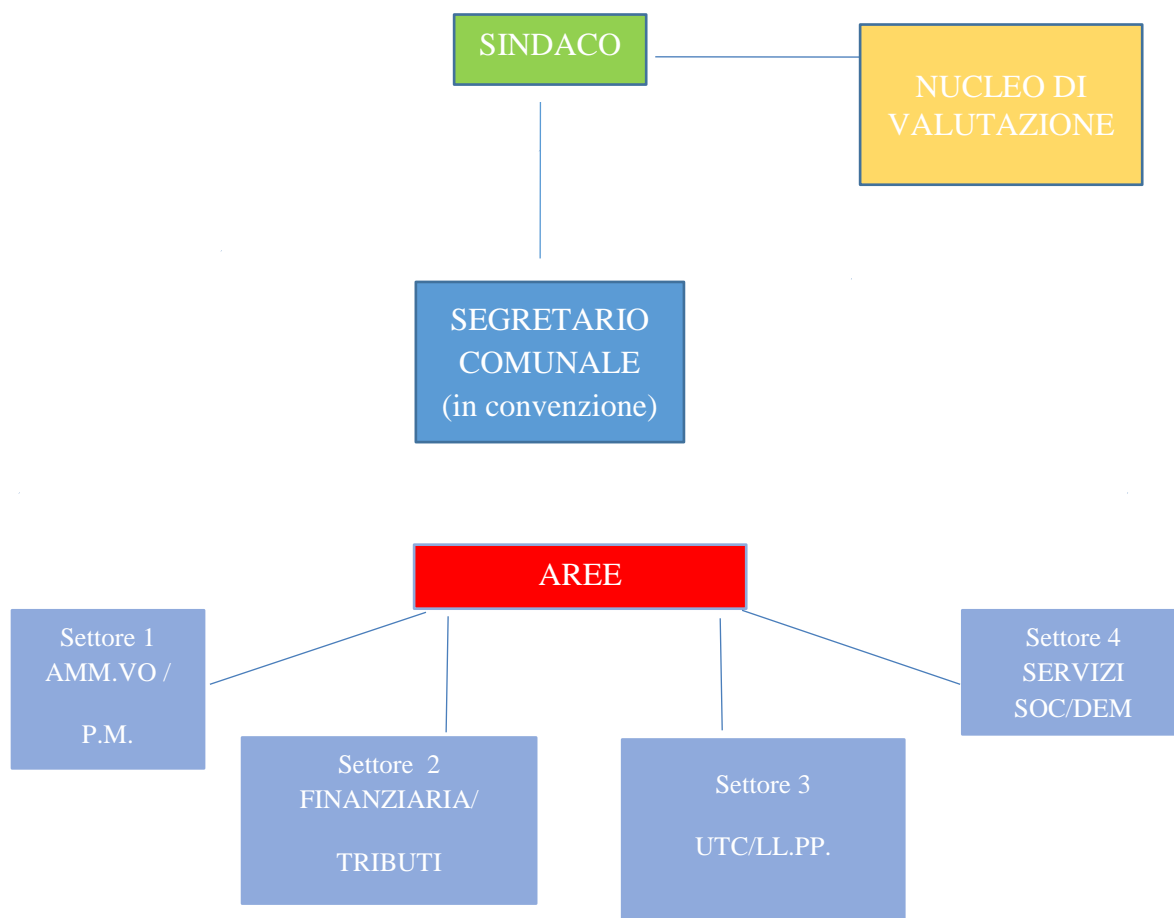 SINDACO
NUCLEO DI
VALUTAZIONE
SEGRETARIO
COMUNALE
(in convenzione)
AREE
Settore 1
AMM.VO /
P.M.
Settore 2
FINANZIARIA/
TRIBUTI
Settore 3
UTC/LL.PP.
Settore 4
SERVIZI
SOC/DEM